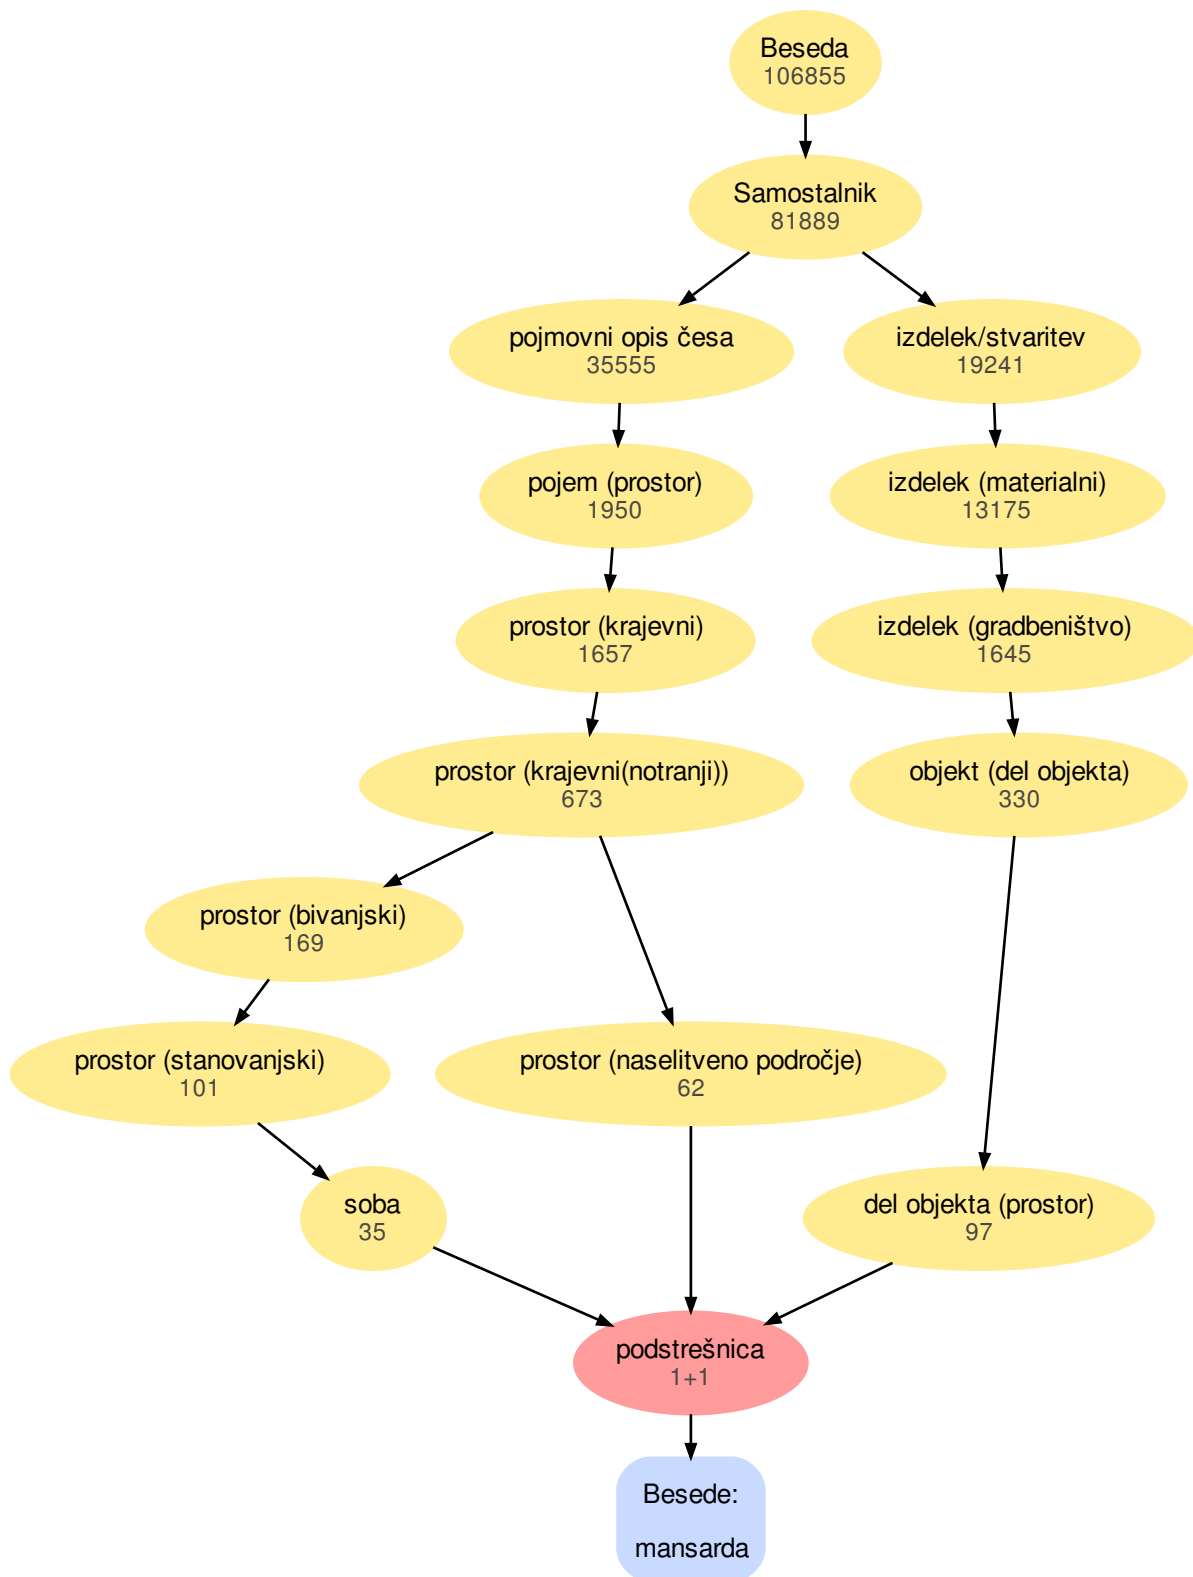 Beseda
106855
Samostalnik
81889
pojmovni opis česa
35555
izdelek/stvaritev
19241
pojem (prostor)
1950
izdelek (materialni)
13175
prostor (krajevni)
1657
izdelek (gradbeništvo)
1645
prostor (krajevni(notranji))
673
objekt (del objekta)
330
prostor (bivanjski)
169
prostor (stanovanjski)
101
prostor (naselitveno področje)
62
soba
35
del objekta (prostor)
97
podstrešnica
1+1
Besede:
mansarda